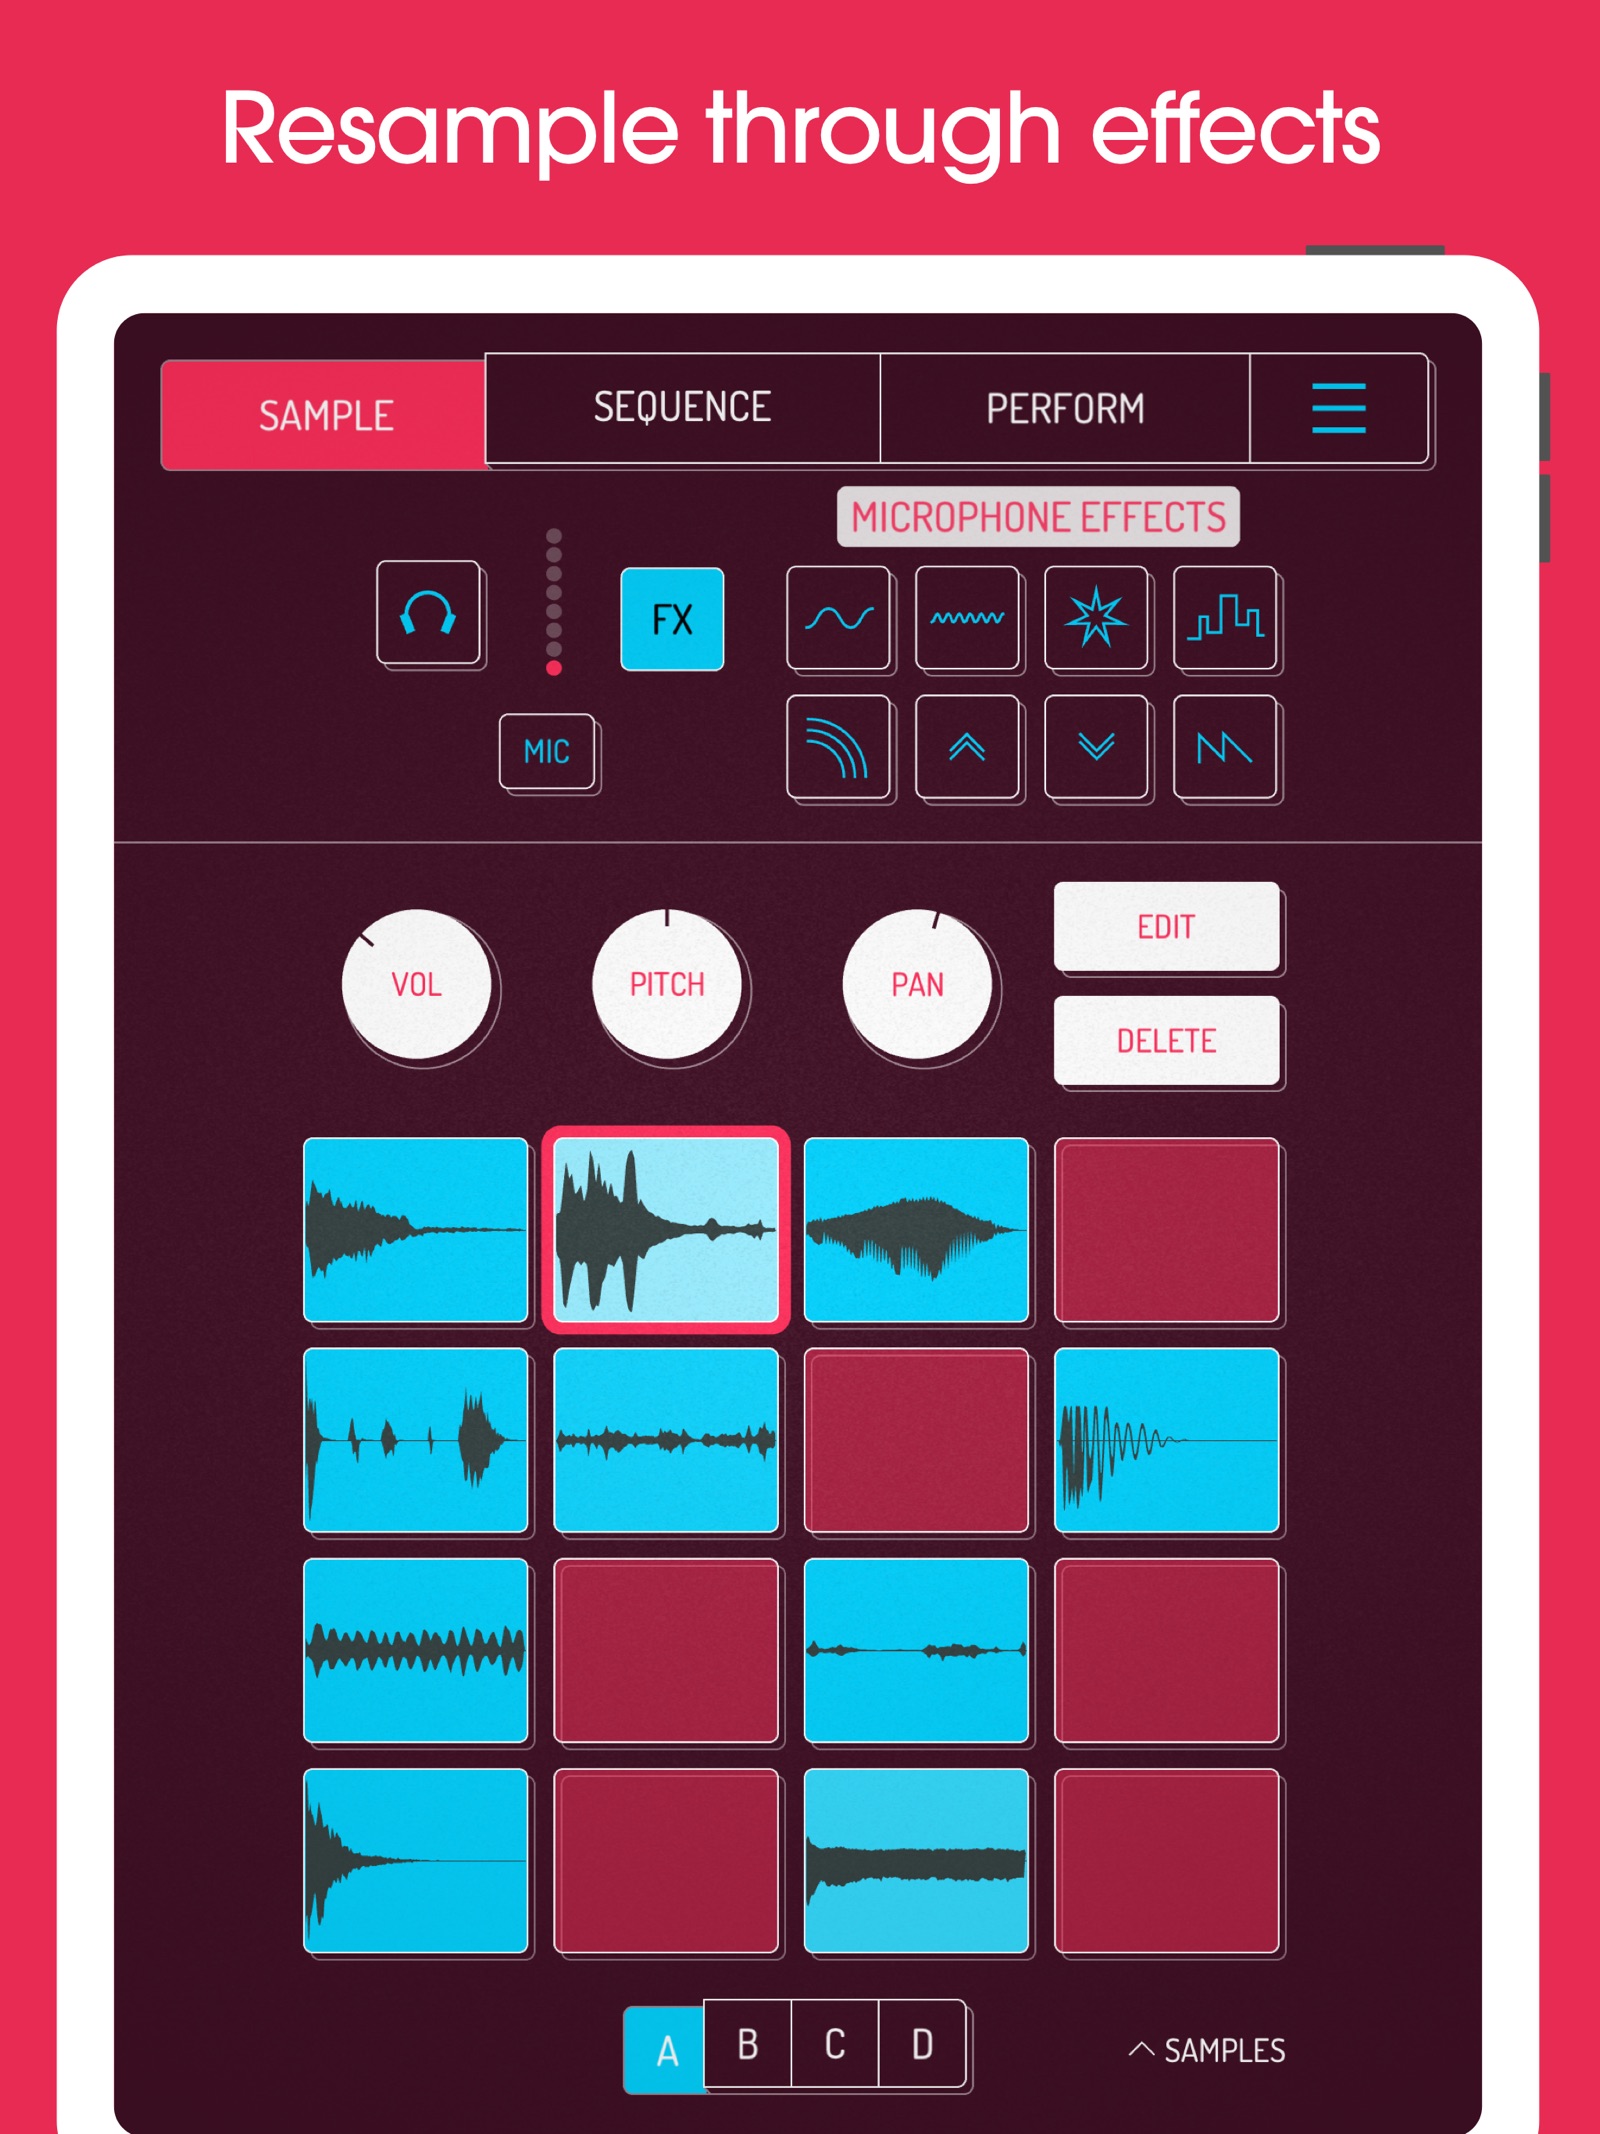 Resample through effects
SAMPLE
SEQUENCE
PERFORM
MICROPHONE EFFECTS
FX
MIC
VOL
PITCH
PAN
EDIT
DELETE
A
B
C
D
SAMPLES